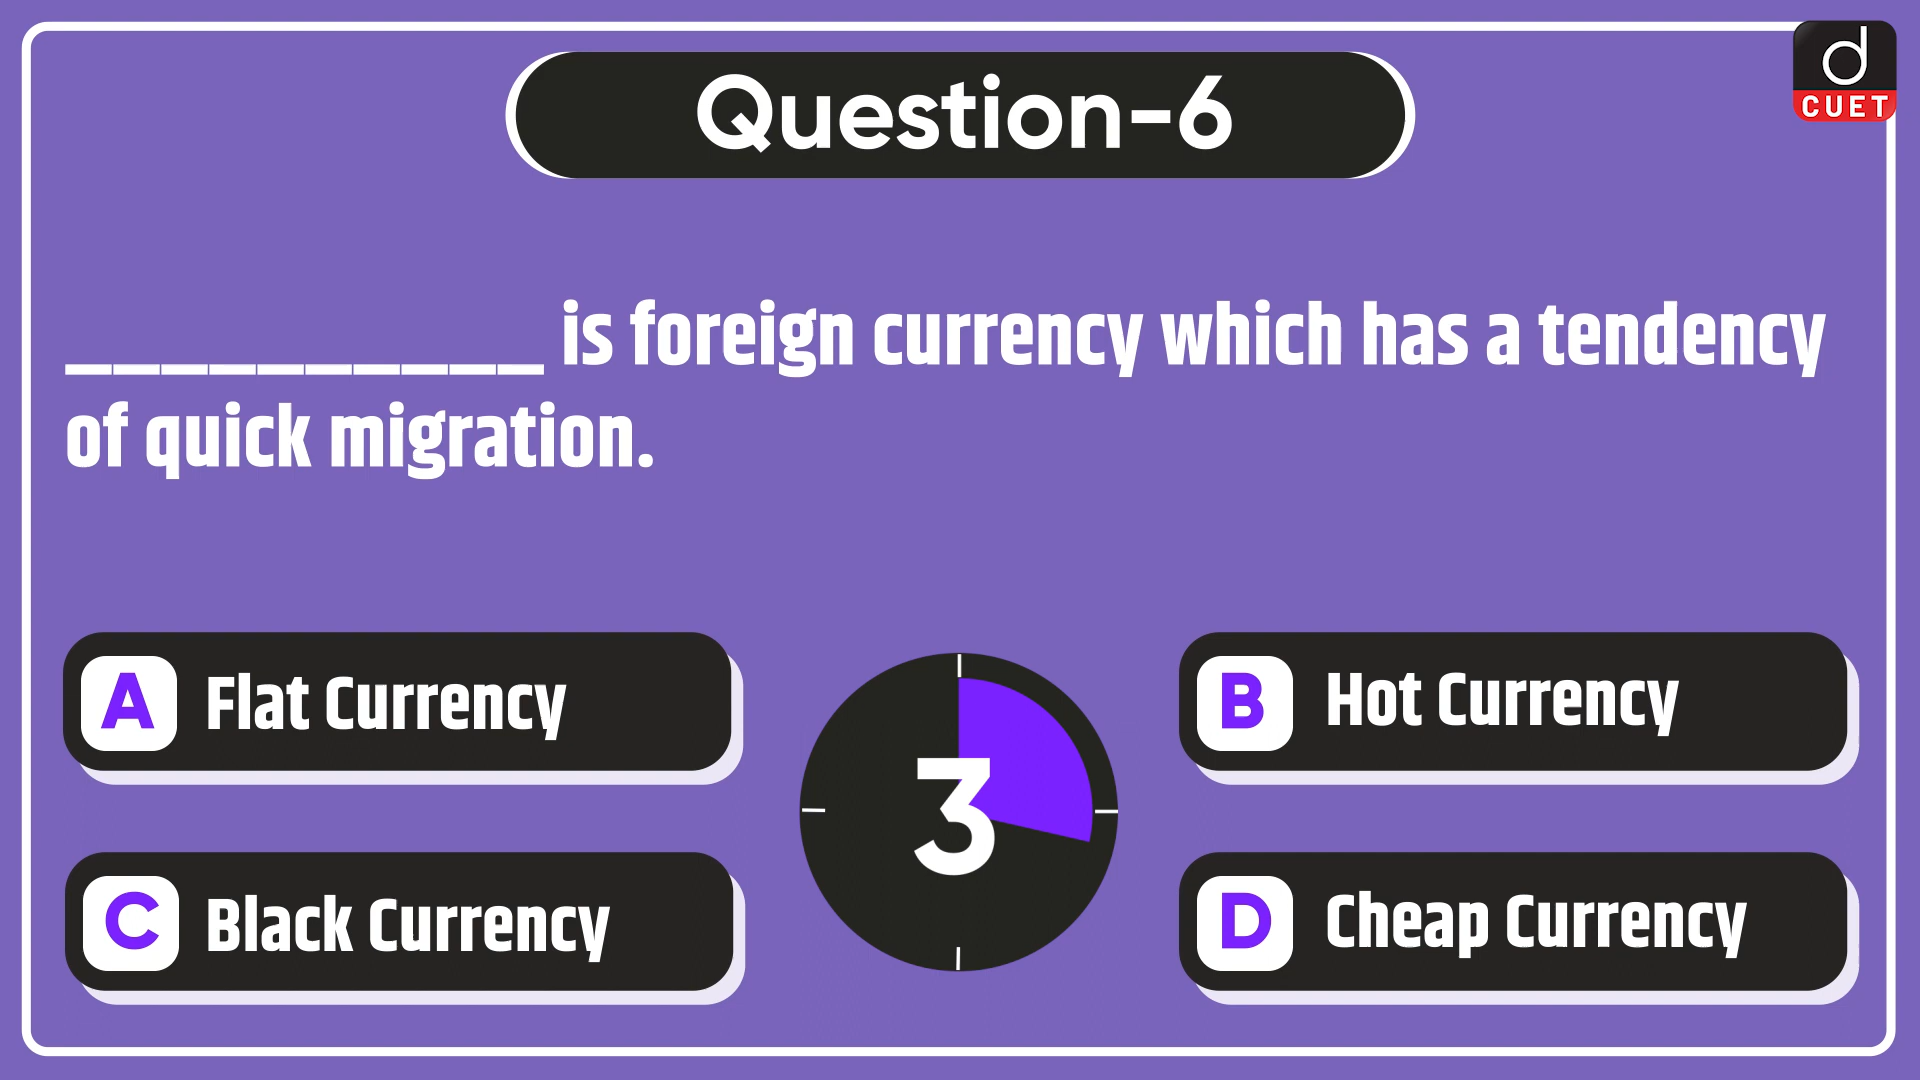 d
CUET
Question-6
__________ is foreign currency which has a tendency
of quick migration.
A Flat Currency
B Hot Currency
3
C Black Currency
D Cheap Currency